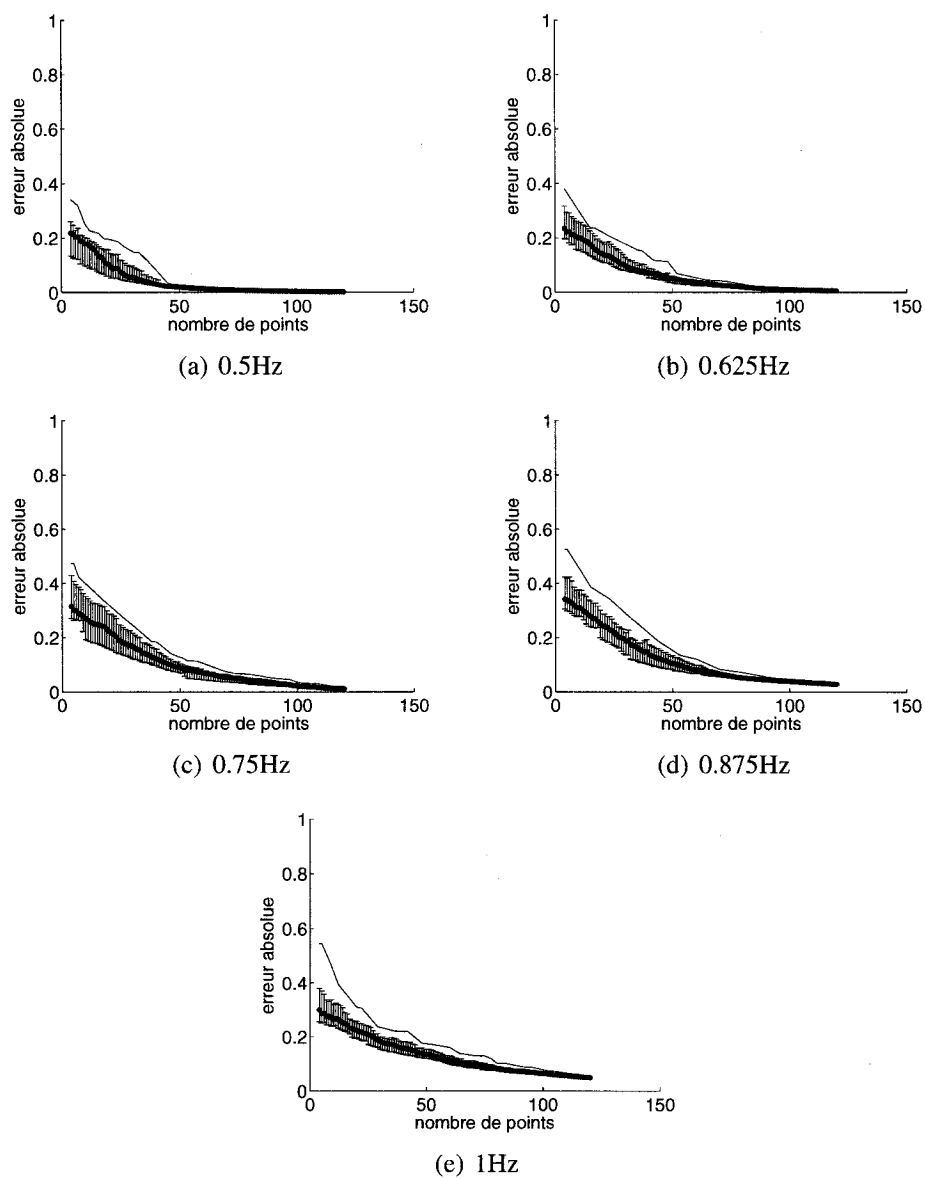 1
0.8
0.6
0.4
0.2
0
erreur absolue
0 50 100 150
nombre de points
(a) 0.5Hz
1
0.8
0.6
0.4
0.2
0
erreur absolue
0 50 100 150
nombre de points
(b) 0.625Hz
1
0.8
0.6
0.4
0.2
0
erreur absolue
0 50 100 150
nombre de points
(c) 0.75Hz
1
0.8
0.6
0.4
0.2
0
erreur absolue
0 50 100 150
nombre de points
(d) 0.875Hz
1
0.8
0.6
0.4
0.2
0
erreur absolue
0 50 100 150
nombre de points
(e) 1Hz